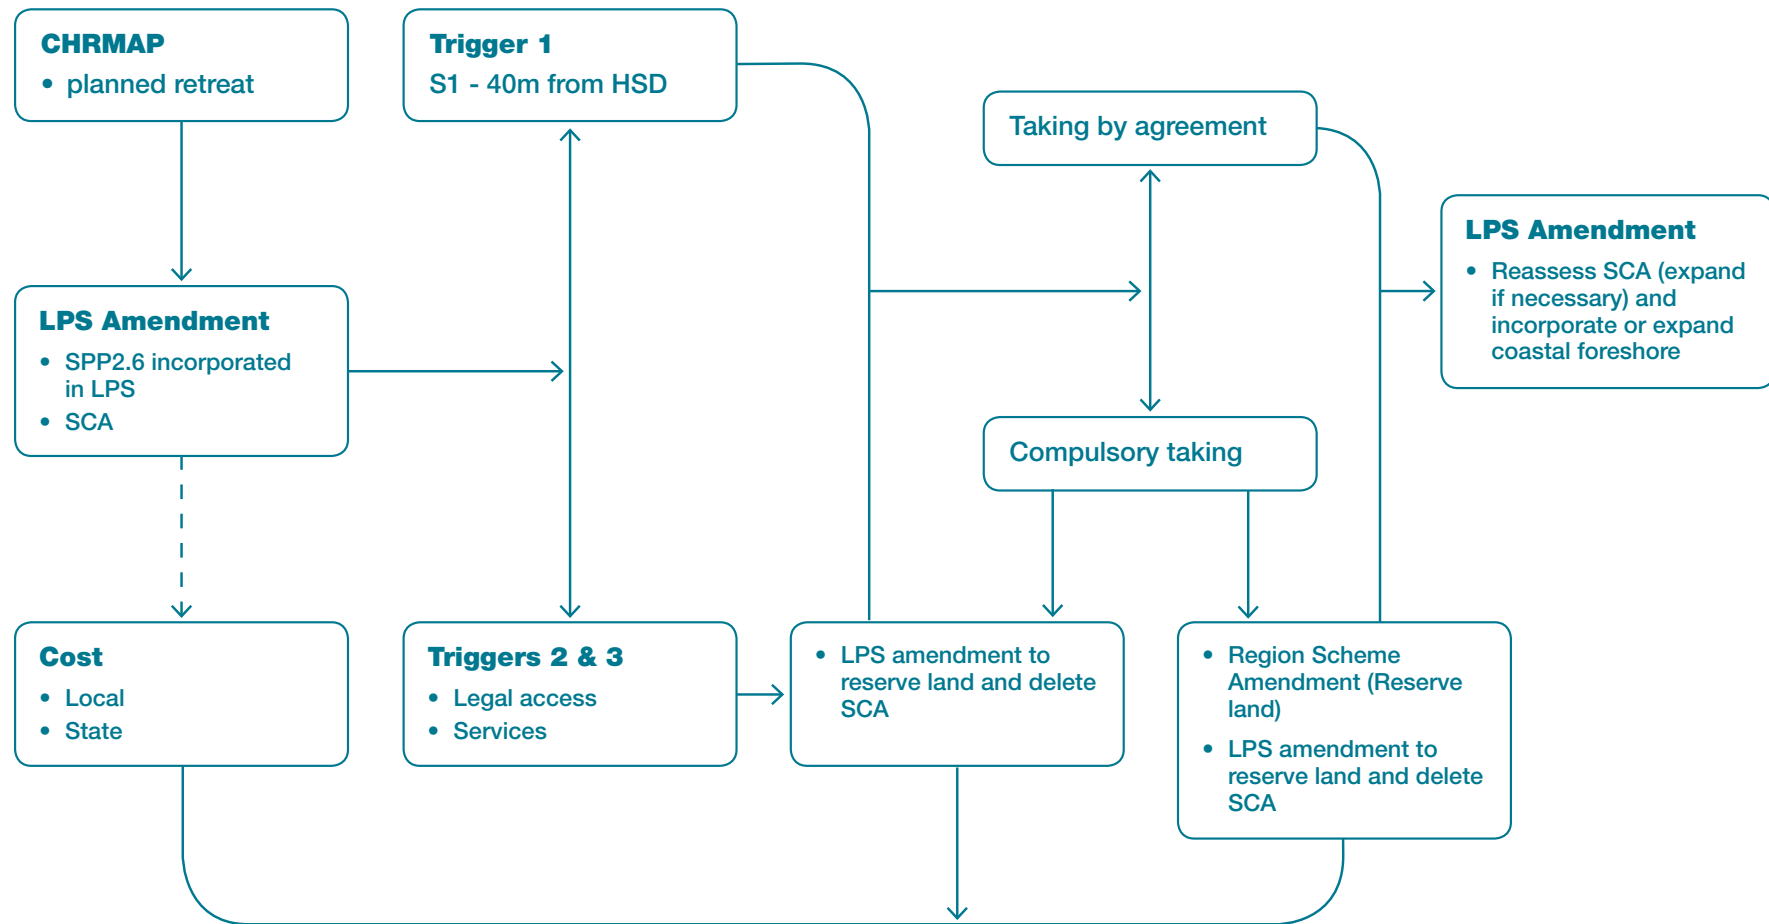 CHRMAP
• planned retreat
Trigger 1
S1 - 40m from HSD
Taking by agreement
LPS Amendment
• Reassess SCA (expand
if necessary) and
incorporate or expand
coastal foreshore
LPS Amendment
• SPP2.6 incorporated
in LPS
• SCA
Compulsory taking
Cost
• Local
• State
Triggers 2 & 3
• Legal access
• Services
• LPS amendment to
reserve land and delete
SCA
• Region Scheme
Amendment (Reserve
land)
• LPS amendment to
reserve land and delete
SCA